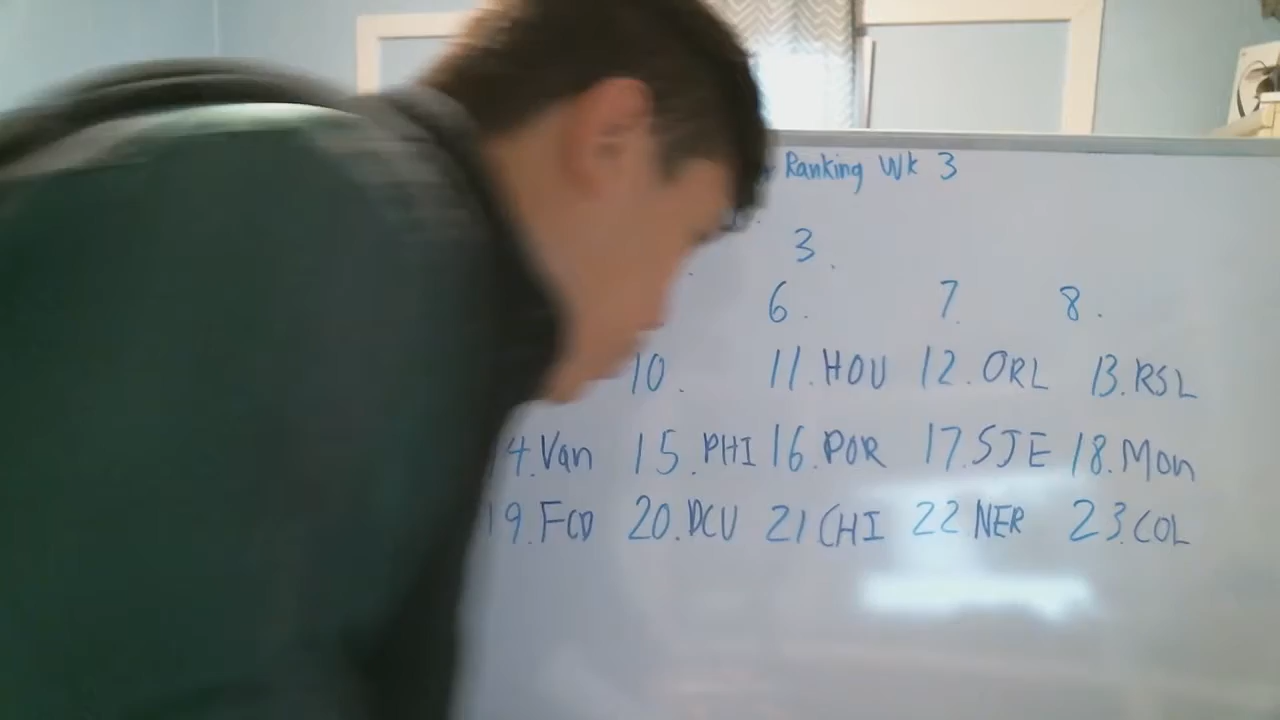 Ranking Wk 3
3.
6. 7. 8.
10. 11. HOU 12. ORL 13. RSL
14. Van 15. PHI 16. POR 17. SJE 18. Mon
19. FCD 20. DCU 21 CHI 22 NER 23. COL